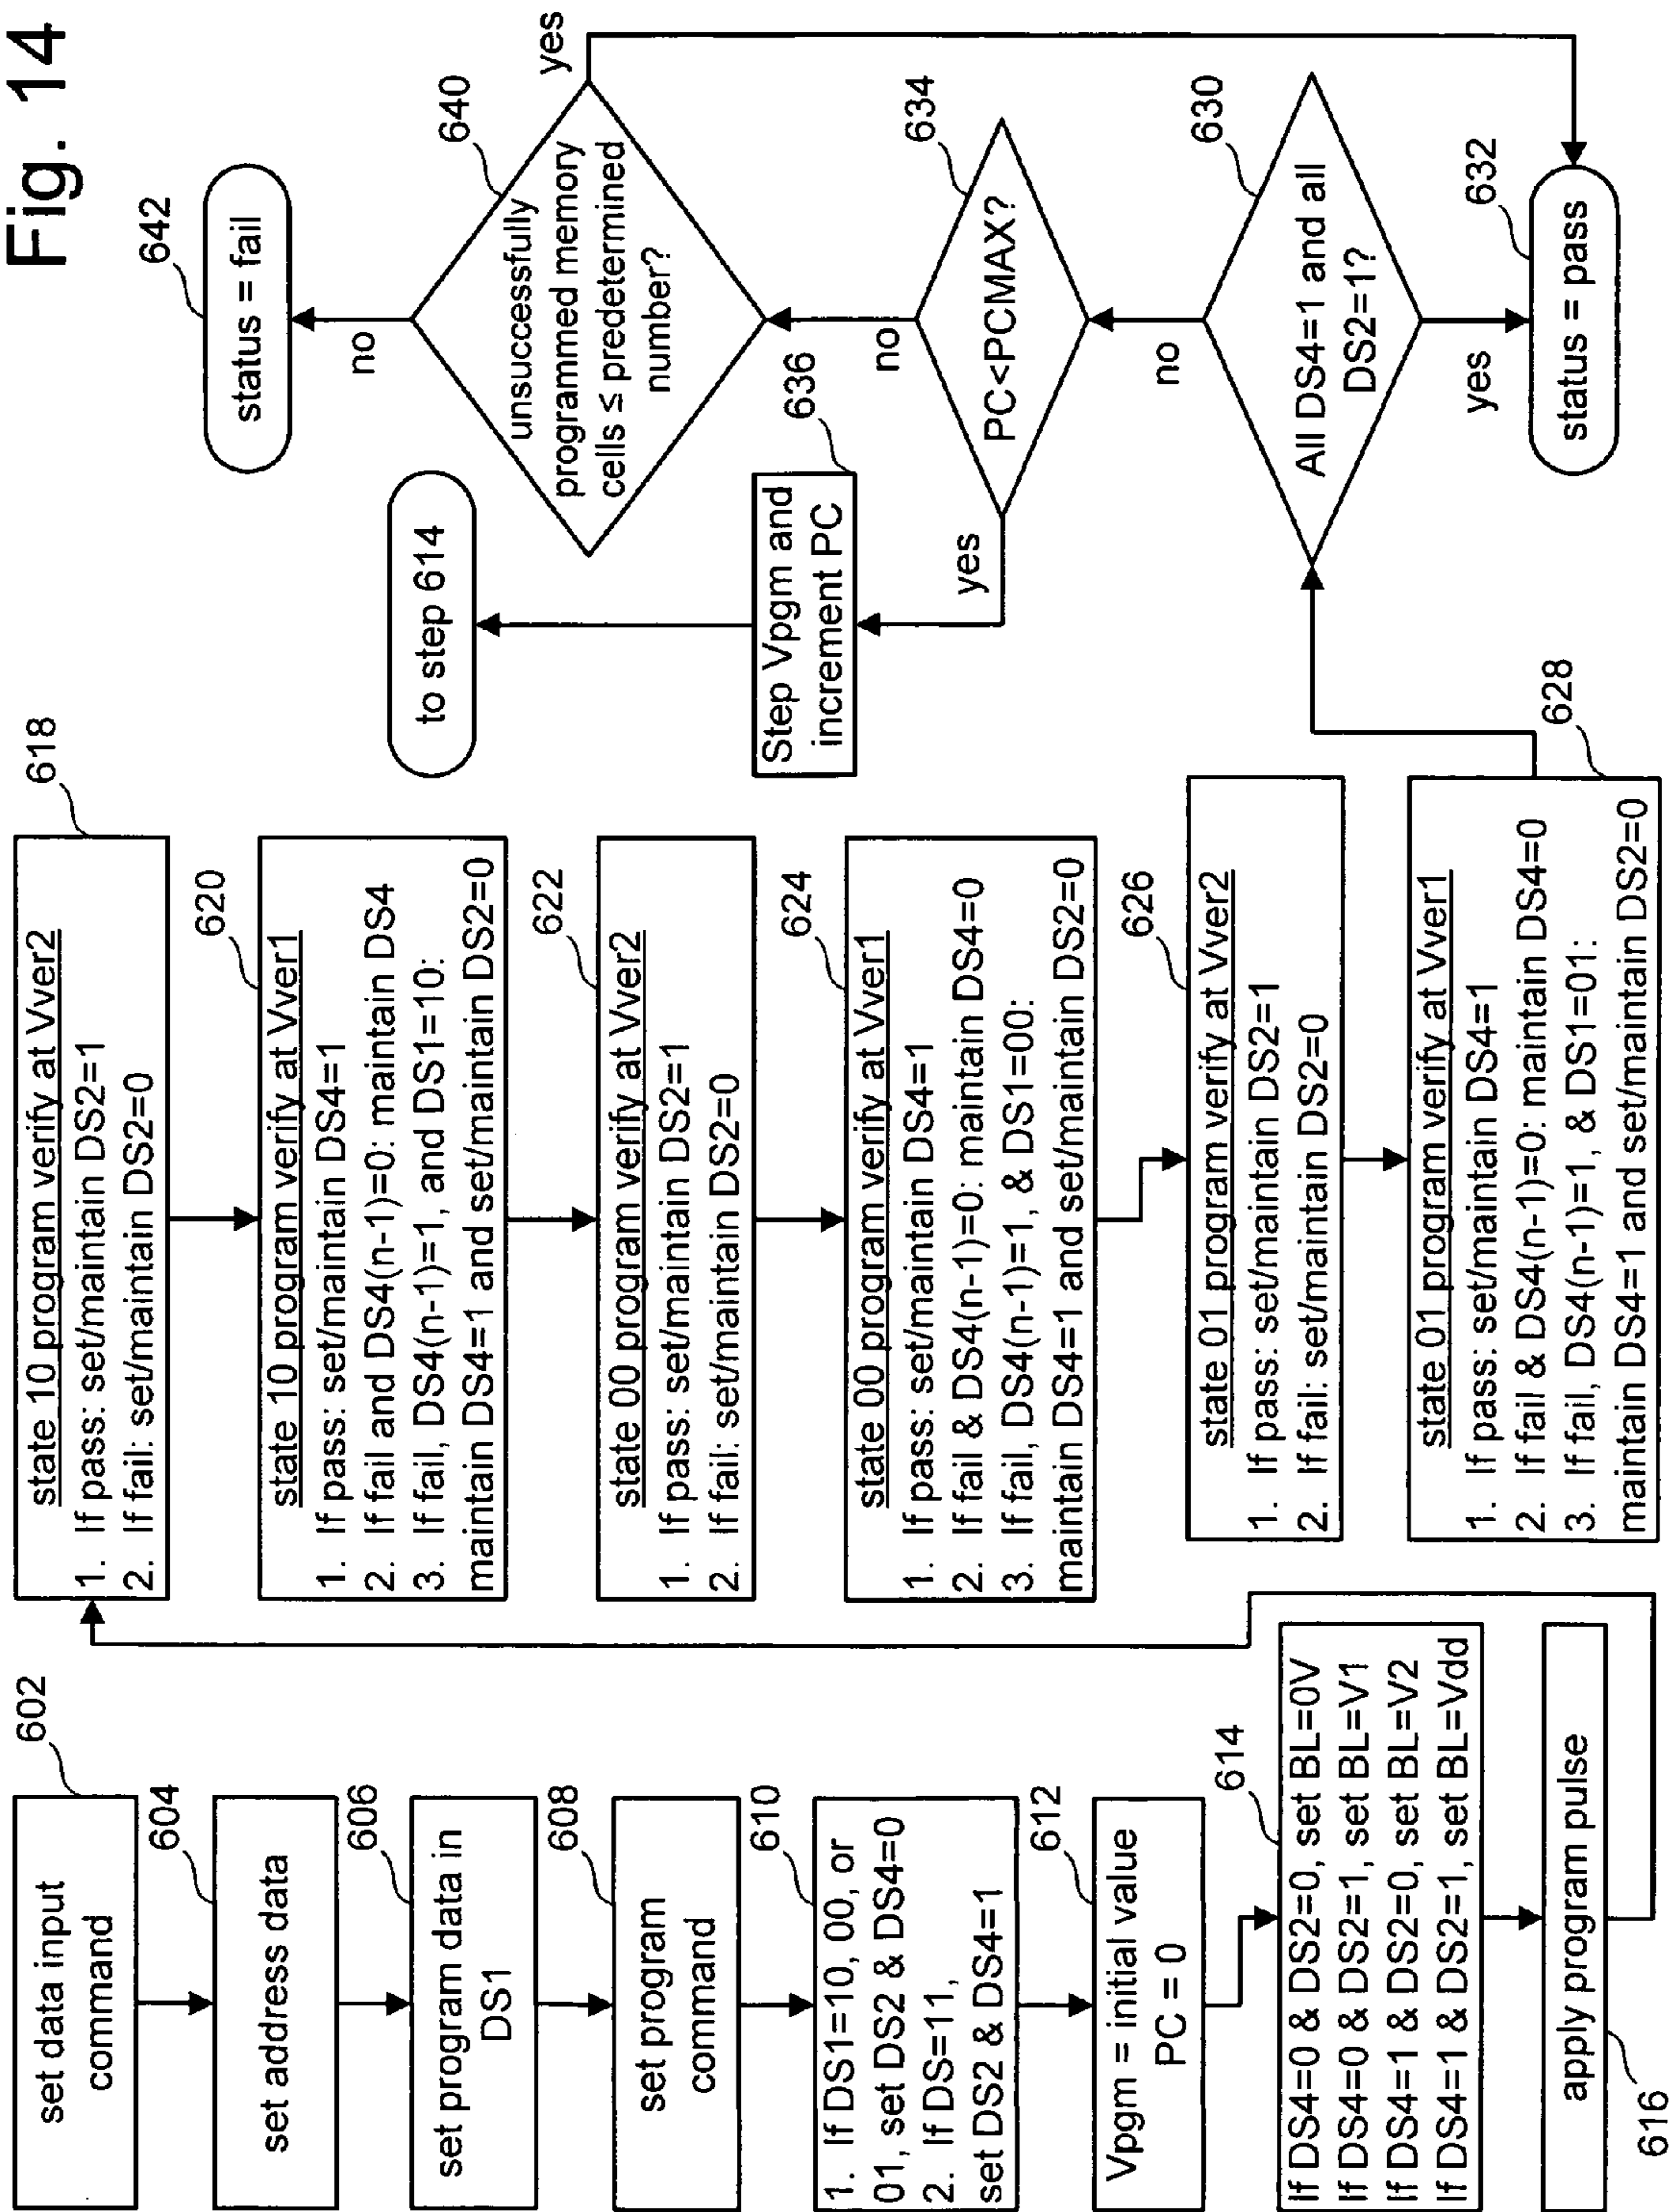 Fig. 14
602
set data input
command
604
set address data
606
set program data in
DS1
608
set program
command
610
1. If DS1=10, 00, or
01, set DS2 & DS4=0
2. If DS=11,
set DS2 & DS4=1
612
Vpgm = initial value
PC = 0
614
If DS4=0 & DS2=0, set BL=0V
If DS4=0 & DS2=1, set BL=V1
If DS4=1 & DS2=0, set BL=V2
If DS4=1 & DS2=1, set BL=Vdd
apply program pulse
616
618
state 10 program verify at Vver2
1. If pass: set/maintain DS2=1
2. If fail: set/maintain DS2=0
620
state 10 program verify at Vver1
1. If pass: set/maintain DS4=1
2. If fail and DS4(n-1)=0: maintain DS4
3. If fail, DS4(n-1)=1, and DS1=10:
maintain DS4=1 and set/maintain DS2=0
622
state 00 program verify at Vver2
1. If pass: set/maintain DS2=1
2. If fail: set/maintain DS2=0
624
state 00 program verify at Vver1
1. If pass: set/maintain DS4=1
2. If fail & DS4(n-1)=0: maintain DS4=0
3. If fail, DS4(n-1)=1, & DS1=00:
maintain DS4=1 and set/maintain DS2=0
626
state 01 program verify at Vver2
1. If pass: set/maintain DS2=1
2. If fail: set/maintain DS2=0
state 01 program verify at Vver1
1. If pass: set/maintain DS4=1
2. If fail & DS4(n-1)=0: maintain DS4=0
3. If fail, DS4(n-1)=1, & DS1=01:
maintain DS4=1 and set/maintain DS2=0
628
642
status = fail
no
640
unsuccessfully
programmed memory
cells ≤ predetermined
number?
yes
to step 614
636
Step Vpgm and
increment PC
no
634
PC<PCMAX?
yes
no
630
All DS4=1 and all
DS2=1?
yes
632
status = pass